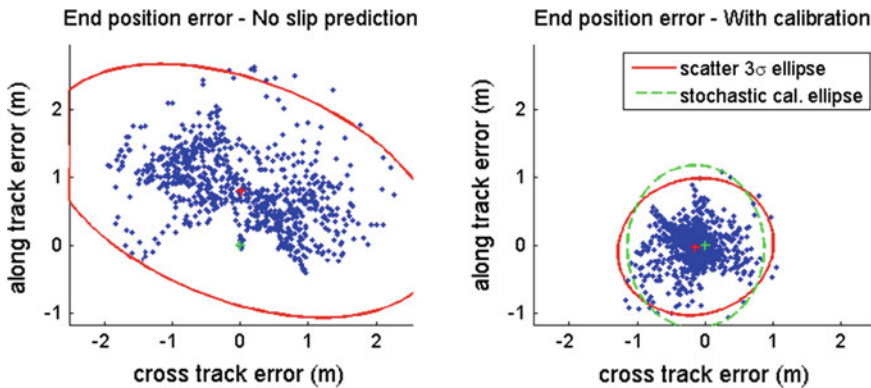 End position error - No slip prediction
along track error (m)
2
1
0
-1
-2
-1
0
1
2
cross track error (m)
End position error - With calibration
scatter 3σ ellipse
stochastic cal. ellipse
along track error (m)
2
1
0
-1
-2
-1
0
1
2
cross track error (m)